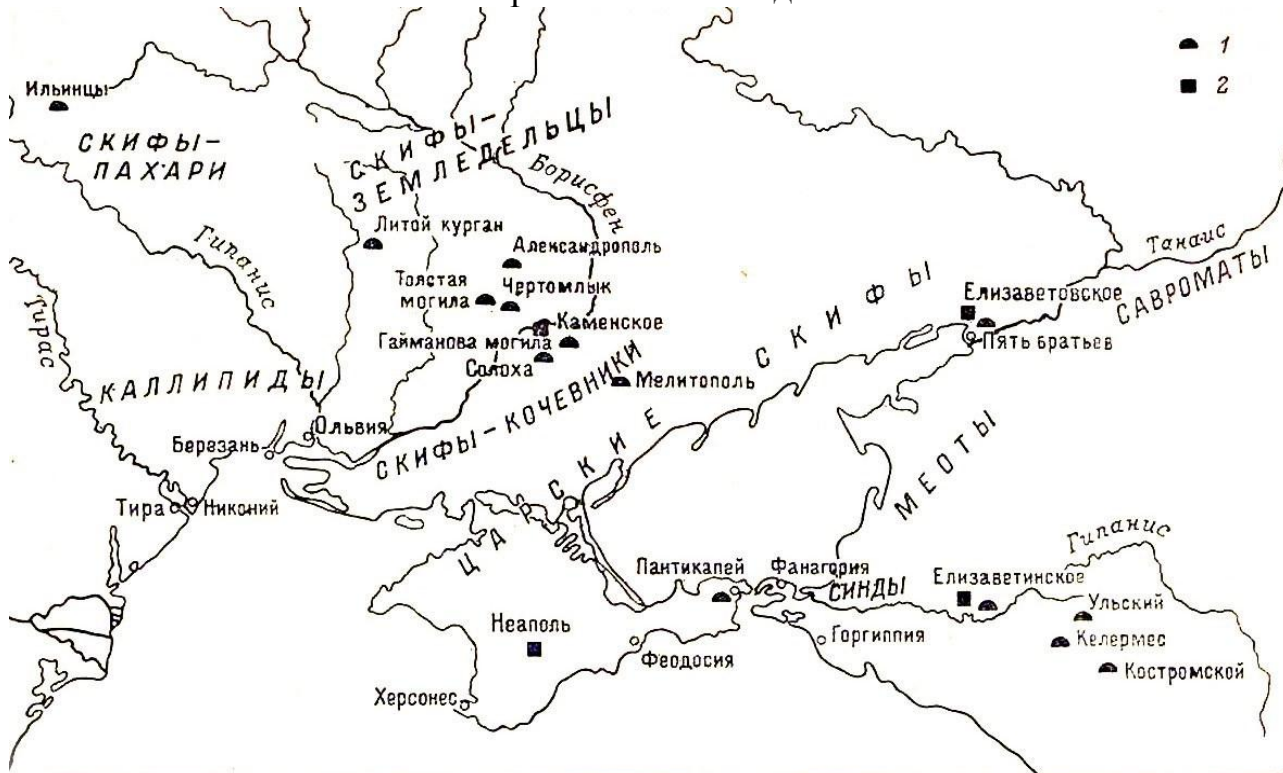 1
2
Ильинцы
СКИФЫ-
ПАХАРИ
СКИФЫ-
ЗЕМЛЕДЕЛЬЦЫ
Борисфен
Гипанис
Тирас
Литой курган
Александрополь
Толстая
могила
Чертомлык
Каменское
Гайманова могила
Солоха
Мелитополь
КАЛЛИПИДЫ
Ольвия
Березань
СКИФЫ-КОЧЕВНИКИ
Тира
Никоний
ЦАРСКИЕ СКИФЫ
Танаис
САВРОМАТЫ
Елизаветовское
Пять братьев
МЕОТЫ
Гипанис
Пантикапей
Фанагория
СИНДЫ
Елизаветинское
Ульский
Келермес
Костромской
Горгиппия
Неаполь
Феодосия
Херсонес